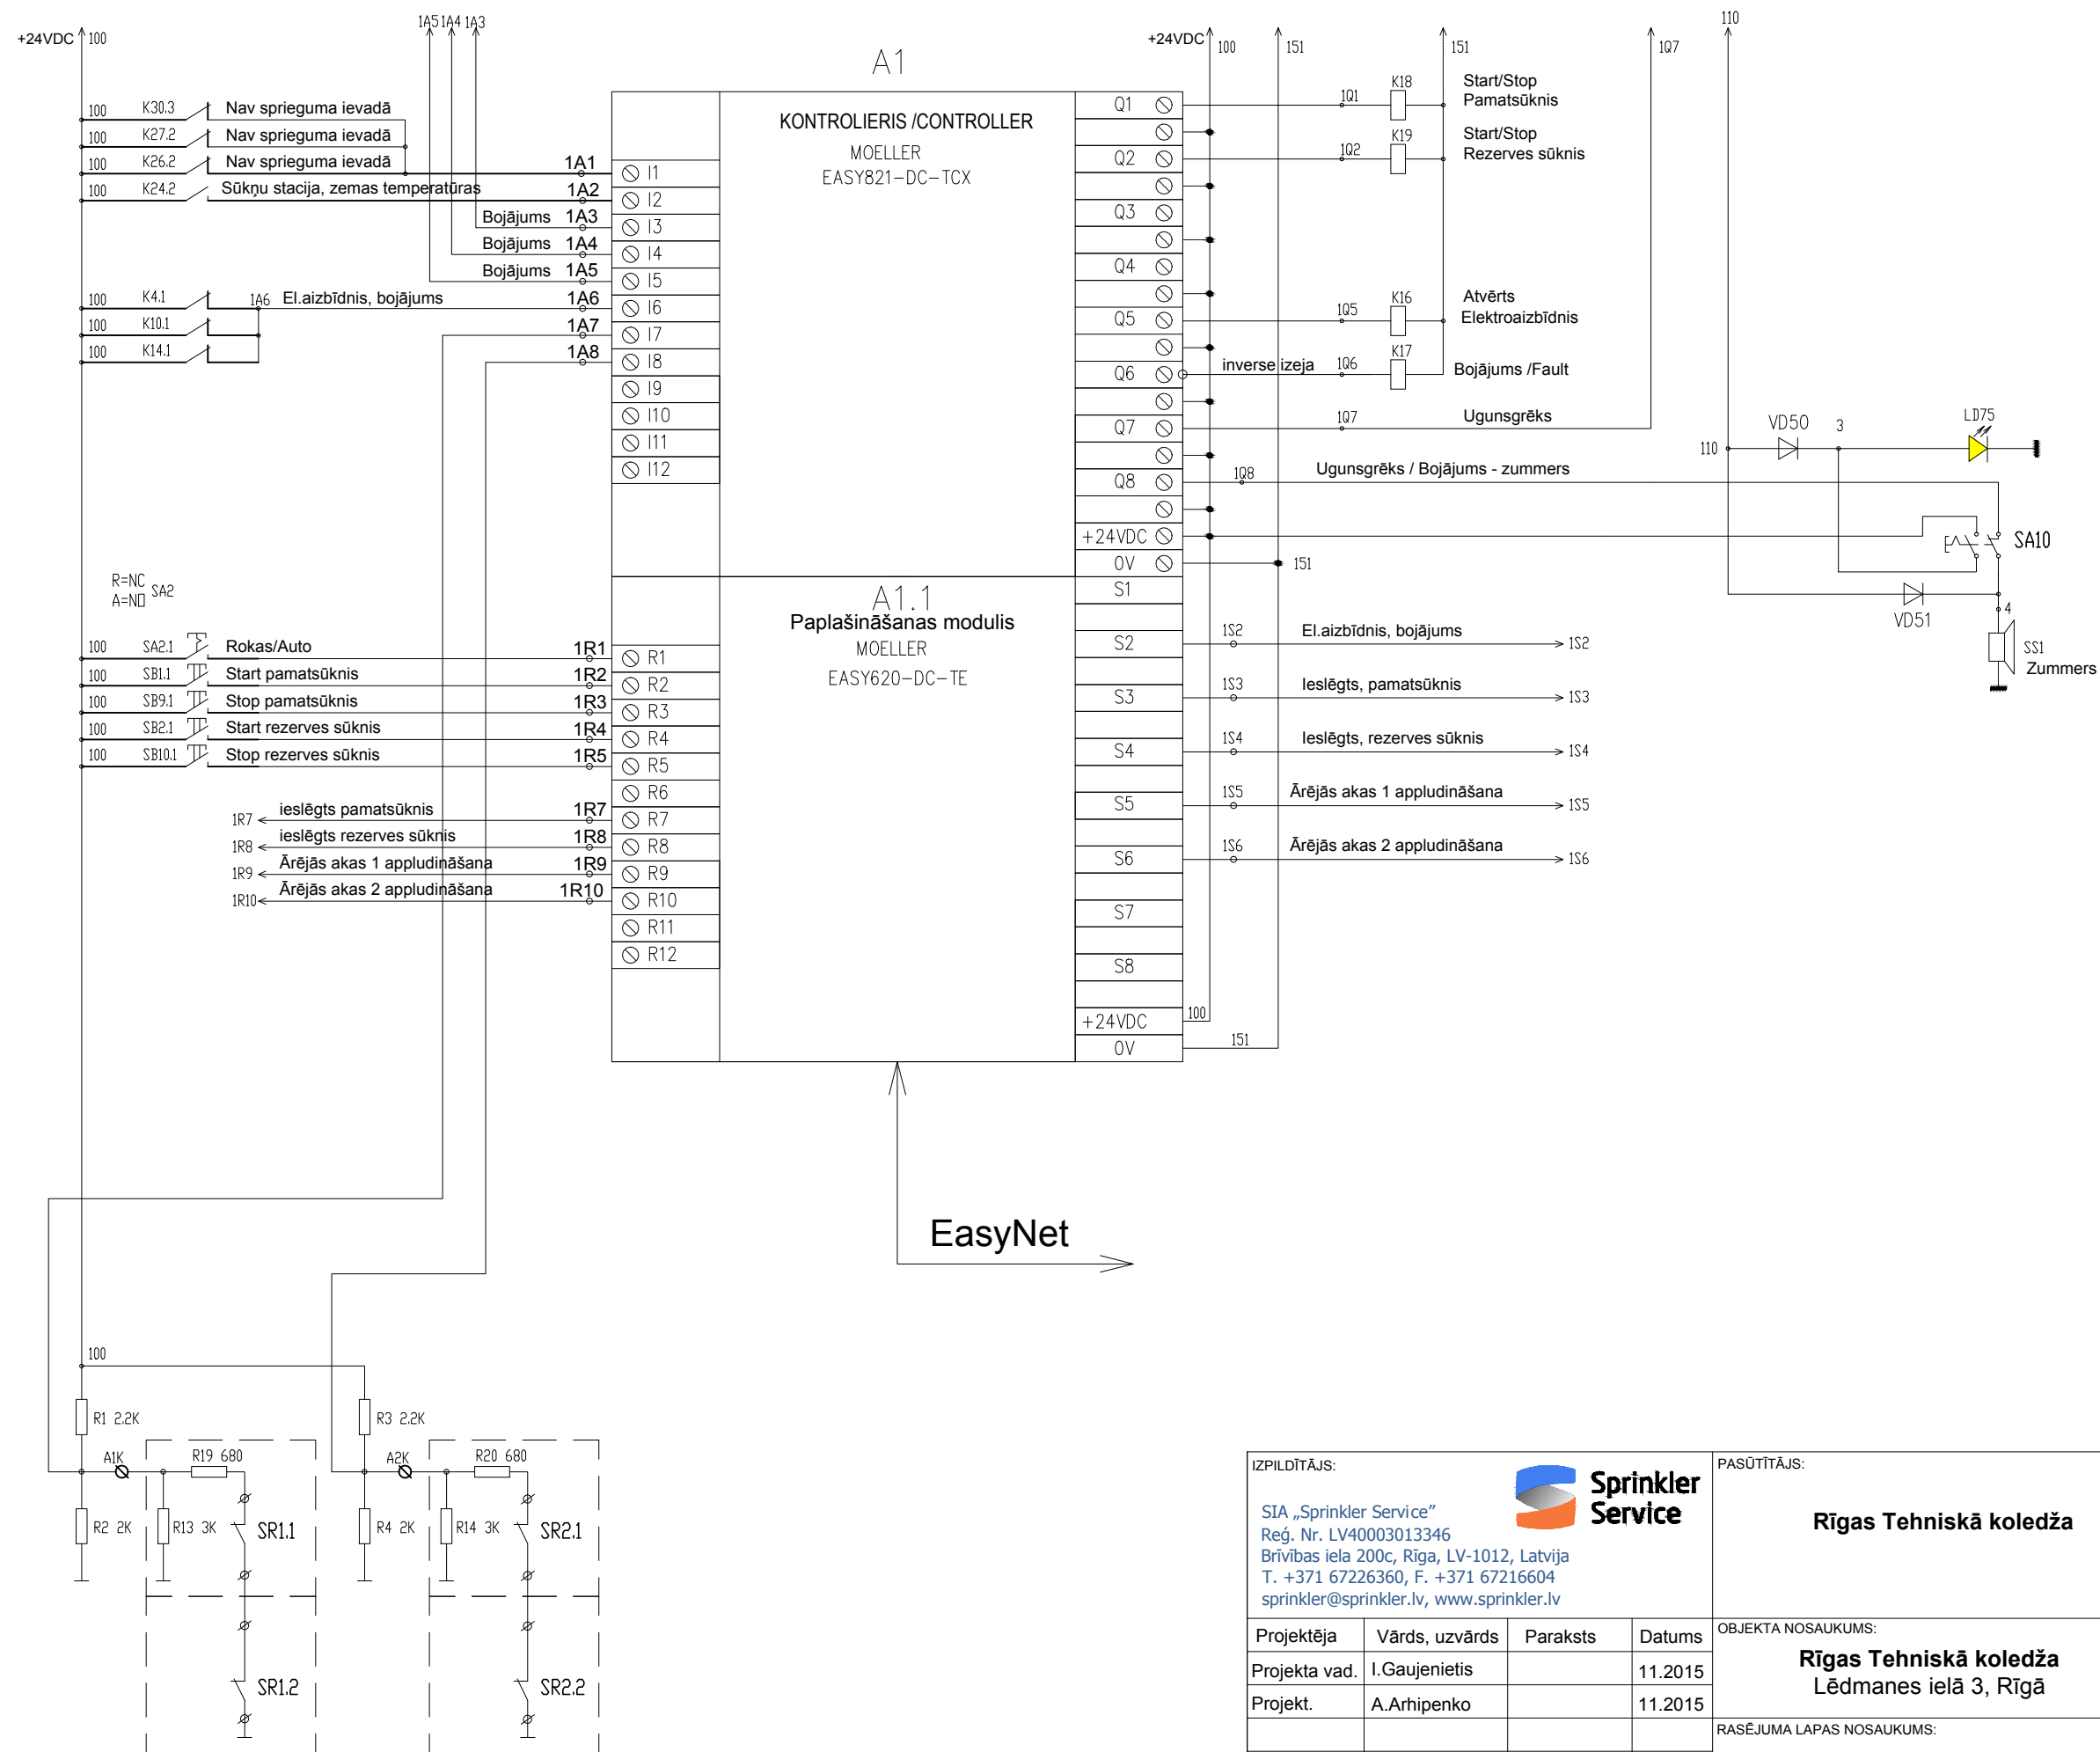 1A5 1A4 1A3
110
+24VDC 100
+24VDC 100 151 151 1Q7
A1
100 K30.3 Nav sprieguma ievadā
100 K27.2 Nav sprieguma ievadā
100 K26.2 Nav sprieguma ievadā
100 K24.2 Sūkņu stacija, zemas temperatūras
1A1
1A2
Bojājums 1A3
Bojājums 1A4
Bojājums 1A5
100 K4.1 1A6 El.aizbīdnis, bojājums 1A6
100 K10.1 1A7
100 K14.1 1A8
I1
I2
I3
I4
I5
I6
I7
I8
I9
I10
I11
I12
KONTROLIERIS /CONTROLLER
MOELLER
EASY821-DC-TCX
Q1
Q2
Q3
Q4
Q5
Q6
Q7
Q8
+24VDC
0V
1Q1 K18 Start/Stop
Pamatsūknis
1Q2 K19 Start/Stop
Rezerves sūknis
1Q5 K16 Atvērts
Elektroaizbīdnis
inverse izeja 1Q6 K17 Bojājums /Fault
1Q7 Ugunsgrēks
1Q8 Ugunsgrēks / Bojājums - zummers
151
110 VD50 3 LD75
SA10
VD51
4
SS1
Zummers
R=NC
A=NO SA2
100 SA2.1 Rokas/Auto 1R1
100 SB1.1 Start pamatsūknis 1R2
100 SB9.1 Stop pamatsūknis 1R3
100 SB2.1 Start rezerves sūknis 1R4
100 SB10.1 Stop rezerves sūknis 1R5
1R7 ieslēgts pamatsūknis 1R7
1R8 ieslēgts rezerves sūknis 1R8
1R9 Ārējās akas 1 appludināšana 1R9
1R10 Ārējās akas 2 appludināšana 1R10
R1
R2
R3
R4
R5
R6
R7
R8
R9
R10
R11
R12
A1.1
Paplašināšanas modulis
MOELLER
EASY620-DC-TE
S1
S2
S3
S4
S5
S6
S7
S8
+24VDC
0V
1S2 El.aizbīdnis, bojājums 1S2
1S3 Ieslēgts, pamatsūknis 1S3
1S4 Ieslēgts, rezerves sūknis 1S4
1S5 Ārējās akas 1 appludināšana 1S5
1S6 Ārējās akas 2 appludināšana 1S6
100
151
EasyNet
100
R1 2.2K
R3 2.2K
A1K R19 680
A2K R20 680
R2 2K R13 3K SR1.1
R4 2K R14 3K SR2.1
SR1.2
SR2.2
IZPILDĪTĀJS:
Sprinkler
Service
SIA „Sprinkler Service”
Reģ. Nr. LV40003013346
Brīvības iela 200c, Rīga, LV-1012, Latvija
T. +371 67226360, F. +371 67216604
sprinkler@sprinkler.lv, www.sprinkler.lv
PASŪTĪTĀJS:
Rīgas Tehniskā koledža
Projektēja Vārds, uzvārds Paraksts Datums
Projekta vad. I.Gaujenietis 11.2015
Projekt. A.Arhipenko 11.2015
OBJEKTA NOSAUKUMS:
Rīgas Tehniskā koledža
Lēdmanes ielā 3, Rīgā
RASĒJUMA LAPAS NOSAUKUMS: